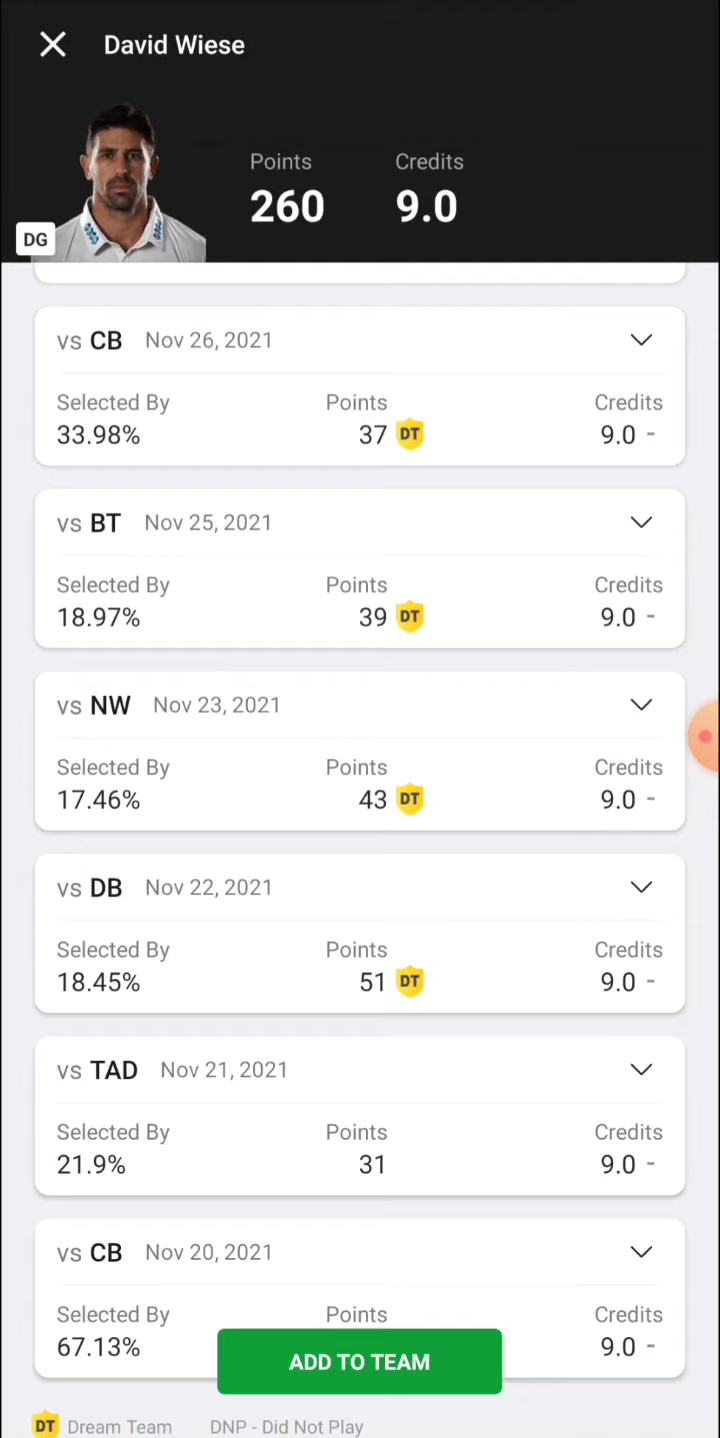 David Wiese
Points Credits
260 9.0
DG
vs CB Nov 26, 2021
Selected By Points Credits
33.98% 37 DT 9.0 -
vs BT Nov 25, 2021
Selected By Points Credits
18.97% 39 DT 9.0 -
vs NW Nov 23, 2021
Selected By Points Credits
17.46% 43 DT 9.0 -
vs DB Nov 22, 2021
Selected By Points Credits
18.45% 51 DT 9.0 -
vs TAD Nov 21, 2021
Selected By Points Credits
21.9% 31 9.0 -
vs CB Nov 20, 2021
Selected By Points Credits
67.13% 9.0 -
ADD TO TEAM
DT Dream Team DNP - Did Not Play